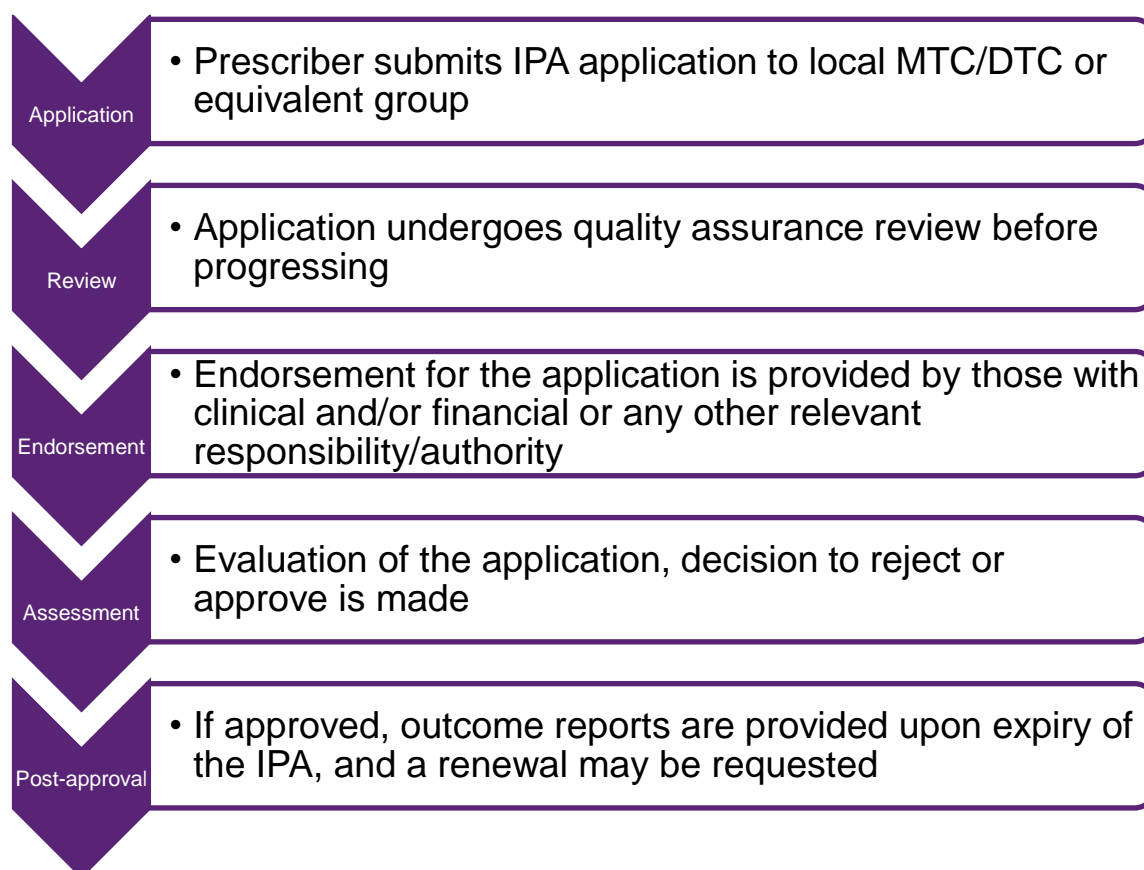 Application
• Prescriber submits IPA application to local MTC/DTC or
equivalent group
Review
• Application undergoes quality assurance review before
progressing
Endorsement
• Endorsement for the application is provided by those with
clinical and/or financial or any other relevant
responsibility/authority
Assessment
• Evaluation of the application, decision to reject or
approve is made
Post-approval
• If approved, outcome reports are provided upon expiry of
the IPA, and a renewal may be requested